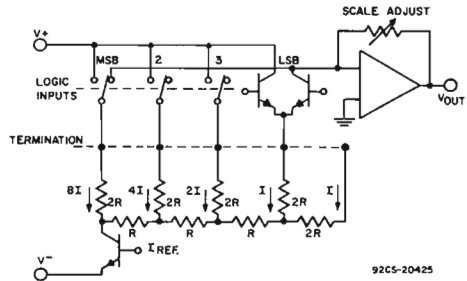 SCALE ADJUST
V+
MSB 2 3 LSB
LOGIC
INPUTS
VOUT
TERMINATION
8I 2R 4I 2R 2I 2R I 2R I
R R R 2R
IREF.
V-
92CS-20425